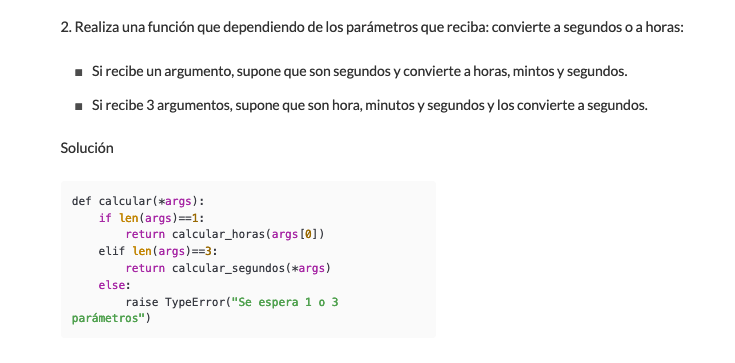 2. Realiza una función que dependiendo de los parámetros que reciba: convierte a segundos o a horas:
▪ Si recibe un argumento, supone que son segundos y convierte a horas, mintos y segundos.
▪ Si recibe 3 argumentos, supone que son hora, minutos y segundos y los convierte a segundos.
Solución
def calcular(*args):
    if len(args)==1:
        return calcular_horas(args[0])
    elif len(args)==3:
        return calcular_segundos(*args)
    else:
        raise TypeError("Se espera 1 o 3
parámetros")